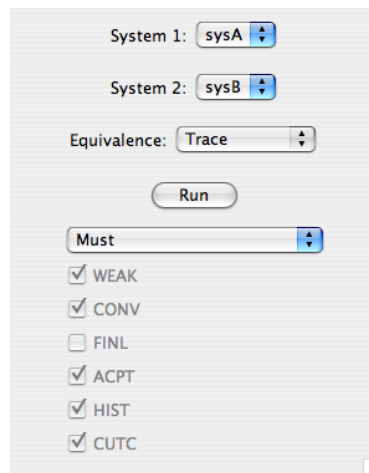 System 1: sysA
System 2: sysB
Equivalence: Trace
Run
Must
WEAK
CONV
FINL
ACPT
HIST
CUTC